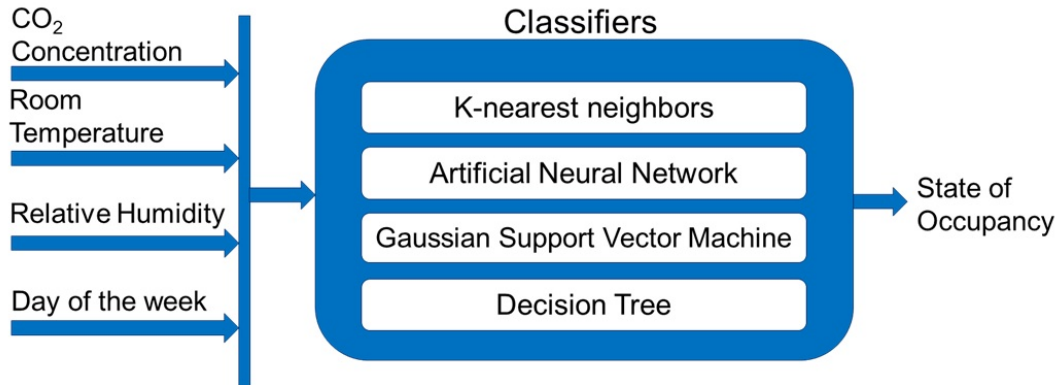 CO₂
Concentration
Room
Temperature
Relative Humidity
Day of the week
Classifiers
K-nearest neighbors
Artificial Neural Network
Gaussian Support Vector Machine
Decision Tree
State of
Occupancy